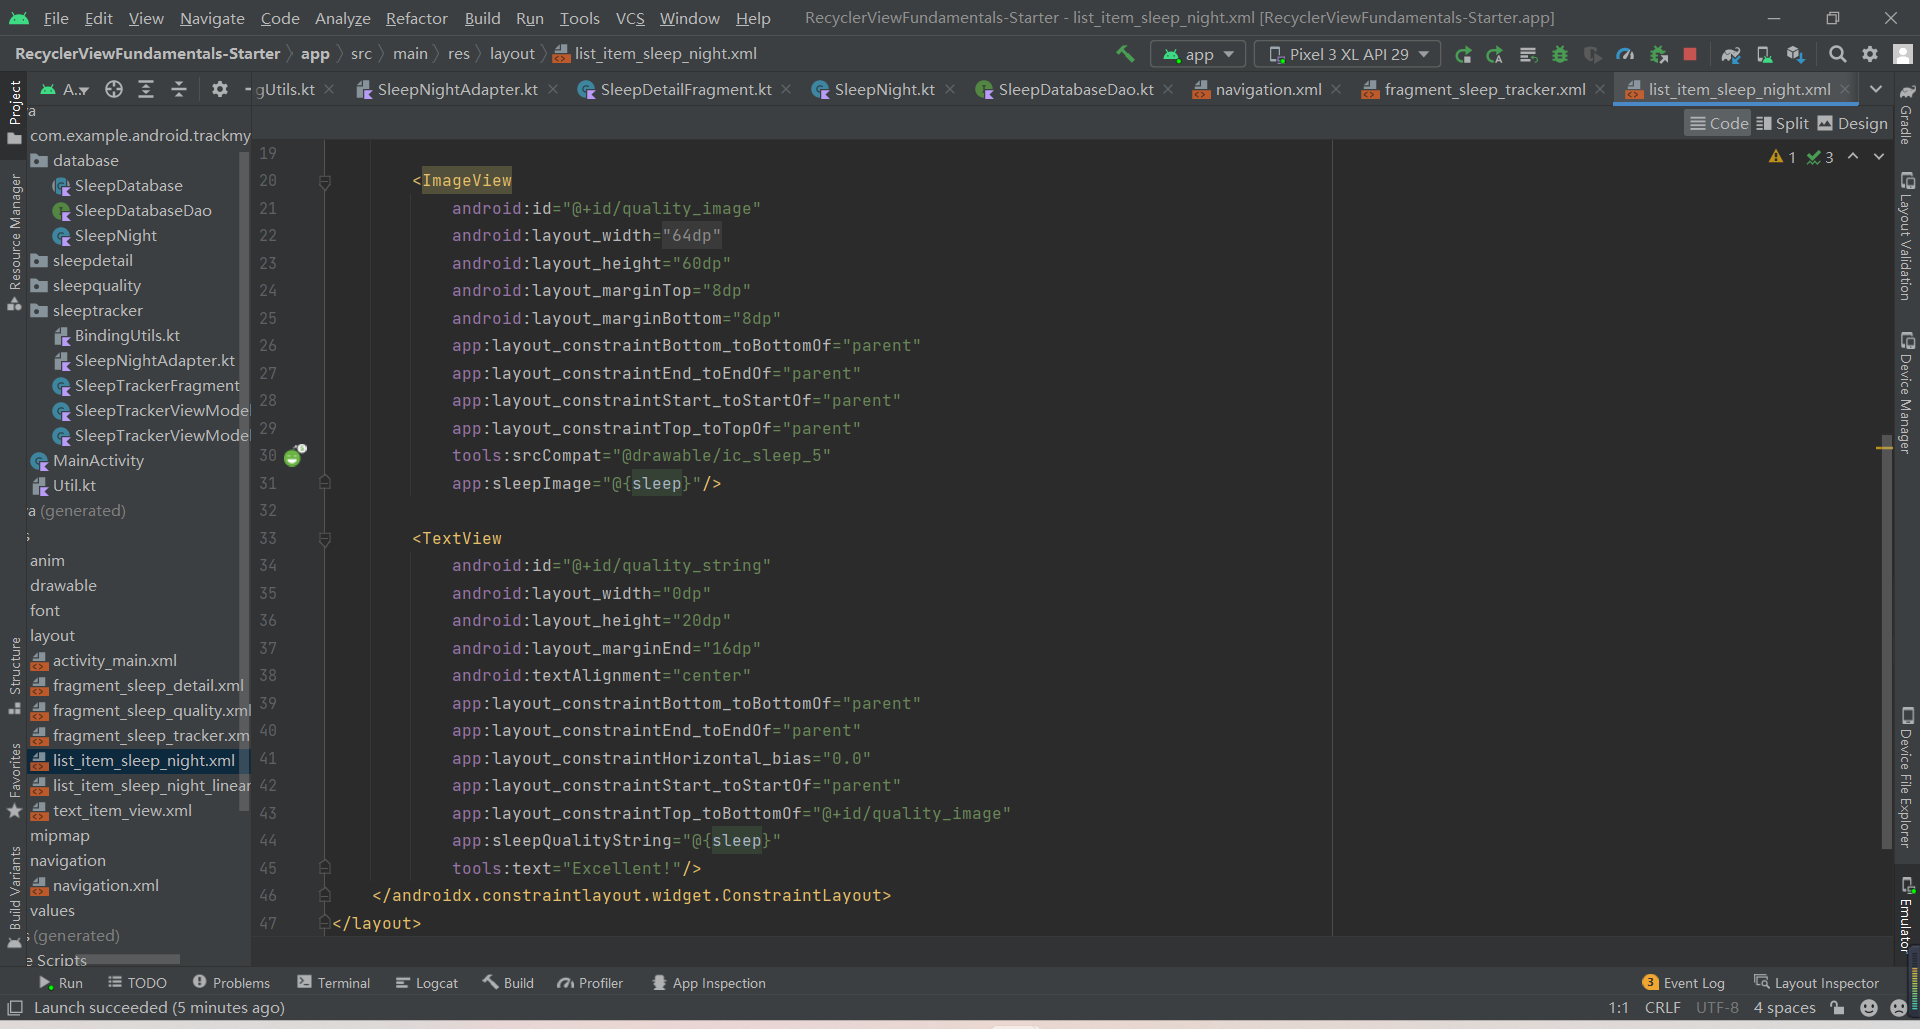 File Edit View Navigate Code Analyze Refactor Build Run Tools VCS Window Help RecyclerViewFundamentals-Starter - list_item_sleep_night.xml [RecyclerViewFundamentals-Starter.app]
RecyclerViewFundamentals-Starter app src main res layout list_item_sleep_night.xml app Pixel 3 XL API 29
A... gUtils.kt SleepNightAdapter.kt SleepDetailFragment.kt SleepNight.kt SleepDatabaseDao.kt navigation.xml fragment_sleep_tracker.xml list_item_sleep_night.xml
Code Split Design
1 3
Project
Resource Manager
Structure
Favorites
Build Variants
a
com.example.android.trackmy
database
SleepDatabase
SleepDatabaseDao
SleepNight
sleepdetail
sleepquality
sleeptracker
BindingUtils.kt
SleepNightAdapter.kt
SleepTrackerFragment
SleepTrackerViewModel
SleepTrackerViewModel
MainActivity
Util.kt
a (generated)
s
anim
drawable
font
layout
activity_main.xml
fragment_sleep_detail.xml
fragment_sleep_quality.xml
fragment_sleep_tracker.xm
list_item_sleep_night.xml
list_item_sleep_night_linear
text_item_view.xml
mipmap
navigation
navigation.xml
values
s (generated)
e Scripts
19
20 <ImageView
21 android:id="@+id/quality_image"
22 android:layout_width="64dp"
23 android:layout_height="60dp"
24 android:layout_marginTop="8dp"
25 android:layout_marginBottom="8dp"
26 app:layout_constraintBottom_toBottomOf="parent"
27 app:layout_constraintEnd_toEndOf="parent"
28 app:layout_constraintStart_toStartOf="parent"
29 app:layout_constraintTop_toTopOf="parent"
30 tools:srcCompat="@drawable/ic_sleep_5"
31 app:sleepImage="@{sleep}"/>
32
33 <TextView
34 android:id="@+id/quality_string"
35 android:layout_width="0dp"
36 android:layout_height="20dp"
37 android:layout_marginEnd="16dp"
38 android:textAlignment="center"
39 app:layout_constraintBottom_toBottomOf="parent"
40 app:layout_constraintEnd_toEndOf="parent"
41 app:layout_constraintHorizontal_bias="0.0"
42 app:layout_constraintStart_toStartOf="parent"
43 app:layout_constraintTop_toBottomOf="@+id/quality_image"
44 app:sleepQualityString="@{sleep}"
45 tools:text="Excellent!"/>
46 </androidx.constraintlayout.widget.ConstraintLayout>
47 </layout>
Gradle
Layout Validation
Device Manager
Device File Explorer
Emulator
Run TODO Problems Terminal Logcat Build Profiler App Inspection 3 Event Log Layout Inspector
Launch succeeded (5 minutes ago) 1:1 CRLF UTF-8 4 spaces